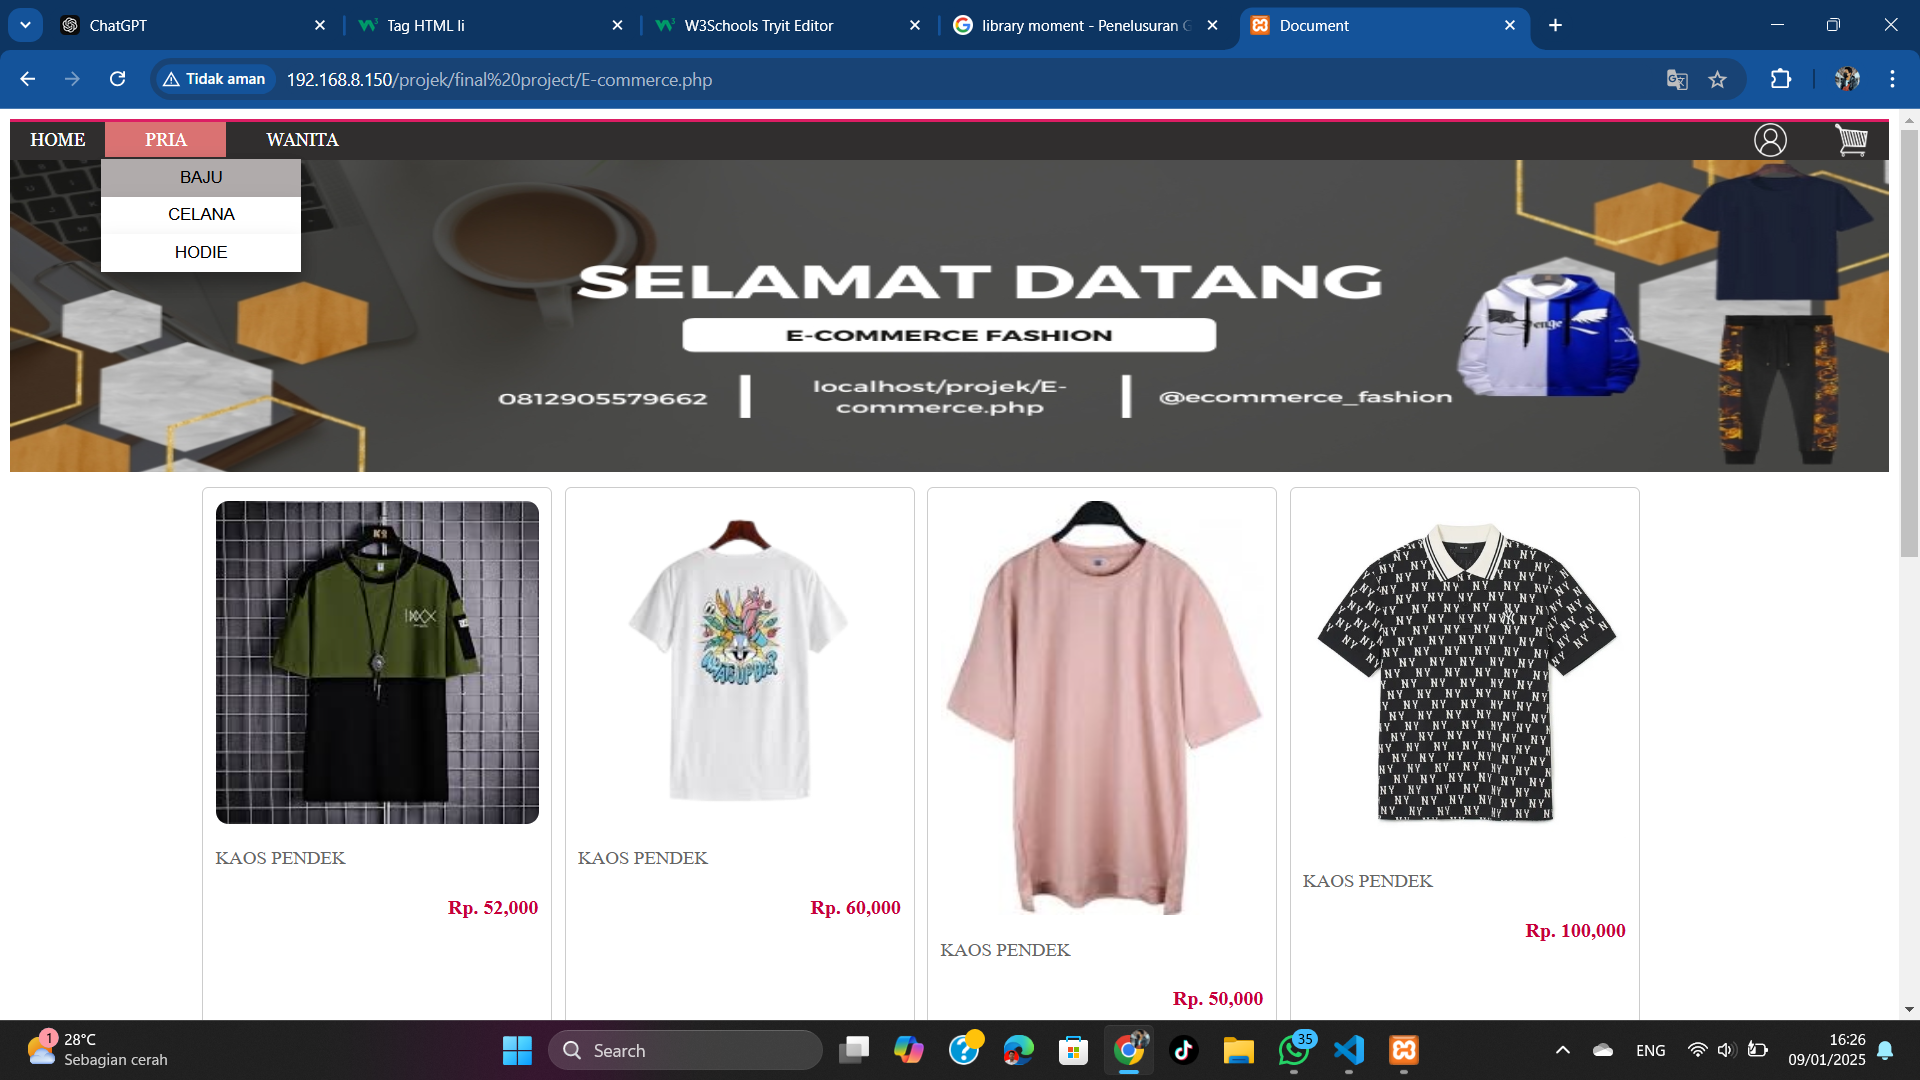 ChatGPT
Tag HTML li
W3Schools Tryit Editor
library moment - Penelusuran G
Document
Tidak aman
192.168.8.150/projek/final%20project/E-commerce.php
HOME PRIA WANITA
BAJU
CELANA
HODIE
SELAMAT DATANG
E-COMMERCE FASHION
0812905579662
localhost/projek/E-
commerce.php
@ecommerce_fashion
KAOS PENDEK
Rp. 52,000
KAOS PENDEK
Rp. 60,000
KAOS PENDEK
Rp. 50,000
KAOS PENDEK
Rp. 100,000
1
28°C
Sebagian cerah
Search
35
ENG
16:26
09/01/2025